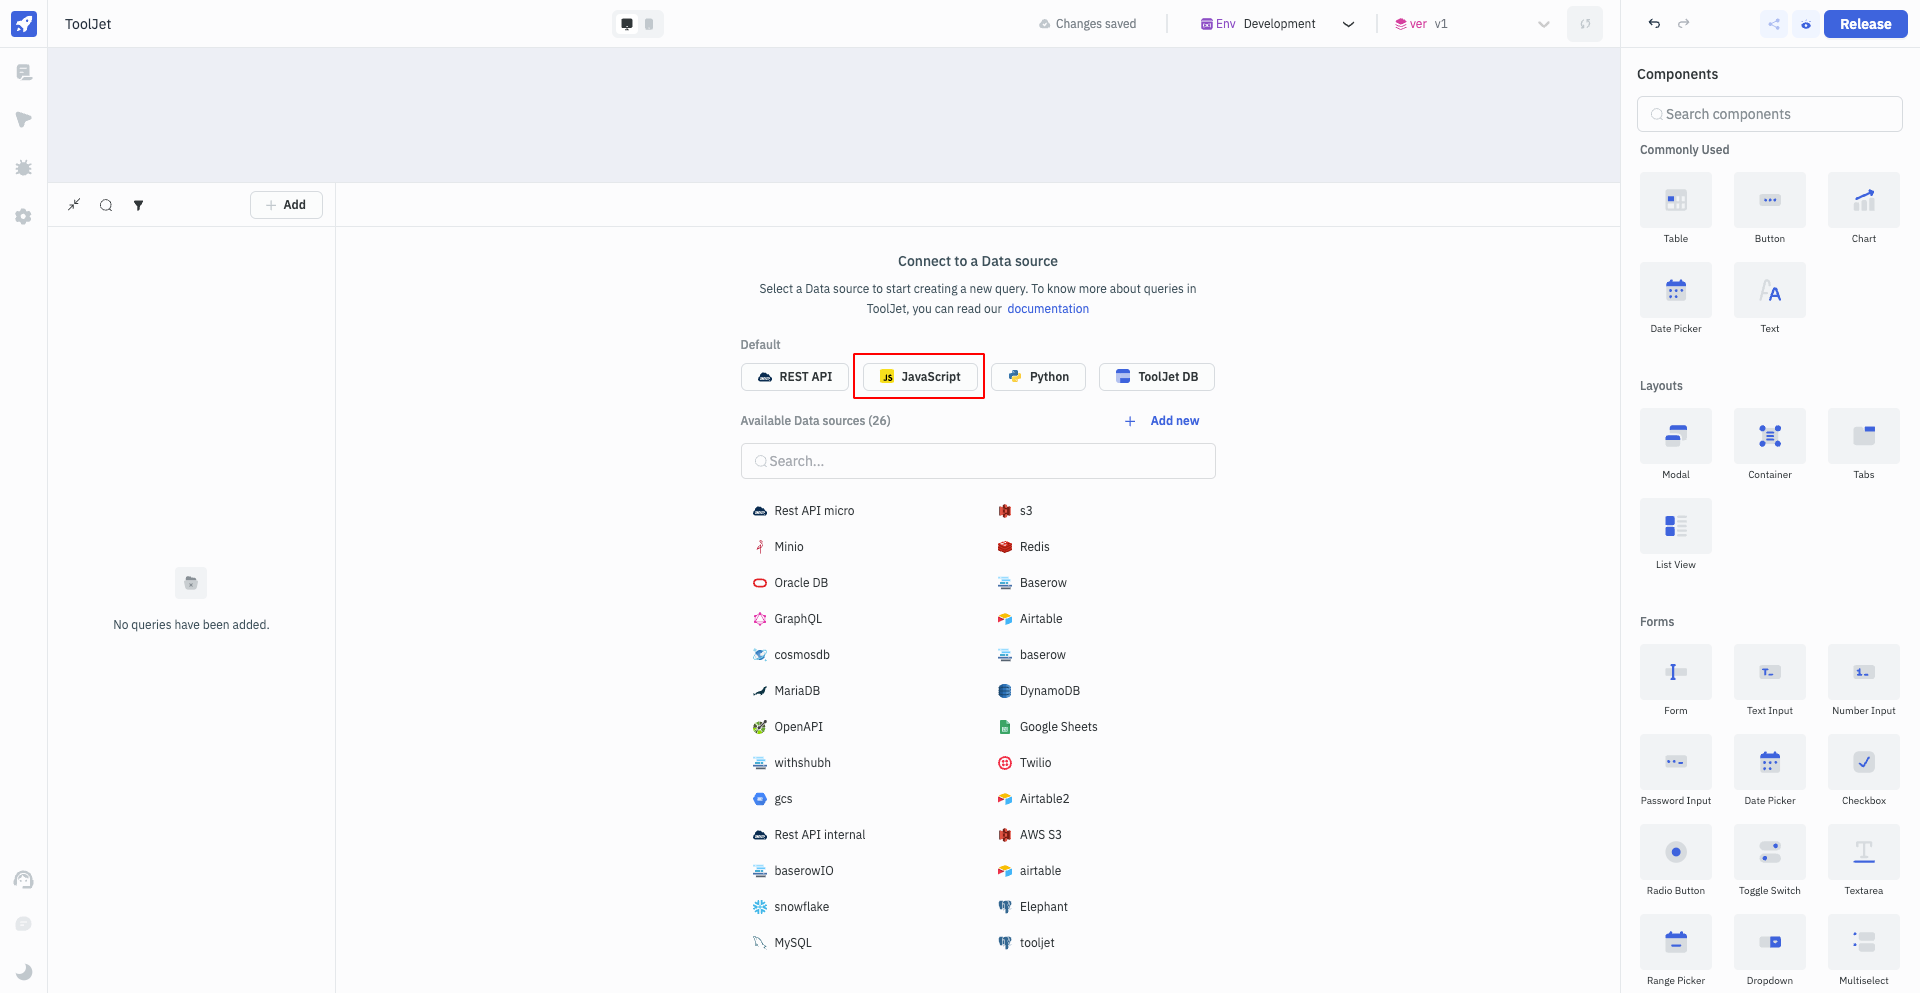 ToolJet
Changes saved
Env Development
ver v1
Release
Add
No queries have been added.
Connect to a Data source
Select a Data source to start creating a new query. To know more about queries in
ToolJet, you can read our documentation
Default
REST API
JS JavaScript
Python
ToolJet DB
Available Data sources (26)
Add new
Search...
Rest API micro
s3
Minio
Redis
Oracle DB
Baserow
GraphQL
Airtable
cosmosdb
baserow
MariaDB
DynamoDB
OpenAPI
Google Sheets
withshubh
Twilio
gcs
Airtable2
Rest API internal
AWS S3
baserowIO
airtable
snowflake
Elephant
MySQL
tooljet
Components
Search components
Commonly Used
Table
Button
Chart
Date Picker
Text
Layouts
Modal
Container
Tabs
List View
Forms
Form
Text Input
Number Input
Password Input
Date Picker
Checkbox
Radio Button
Toggle Switch
Textarea
Range Picker
Dropdown
Multiselect